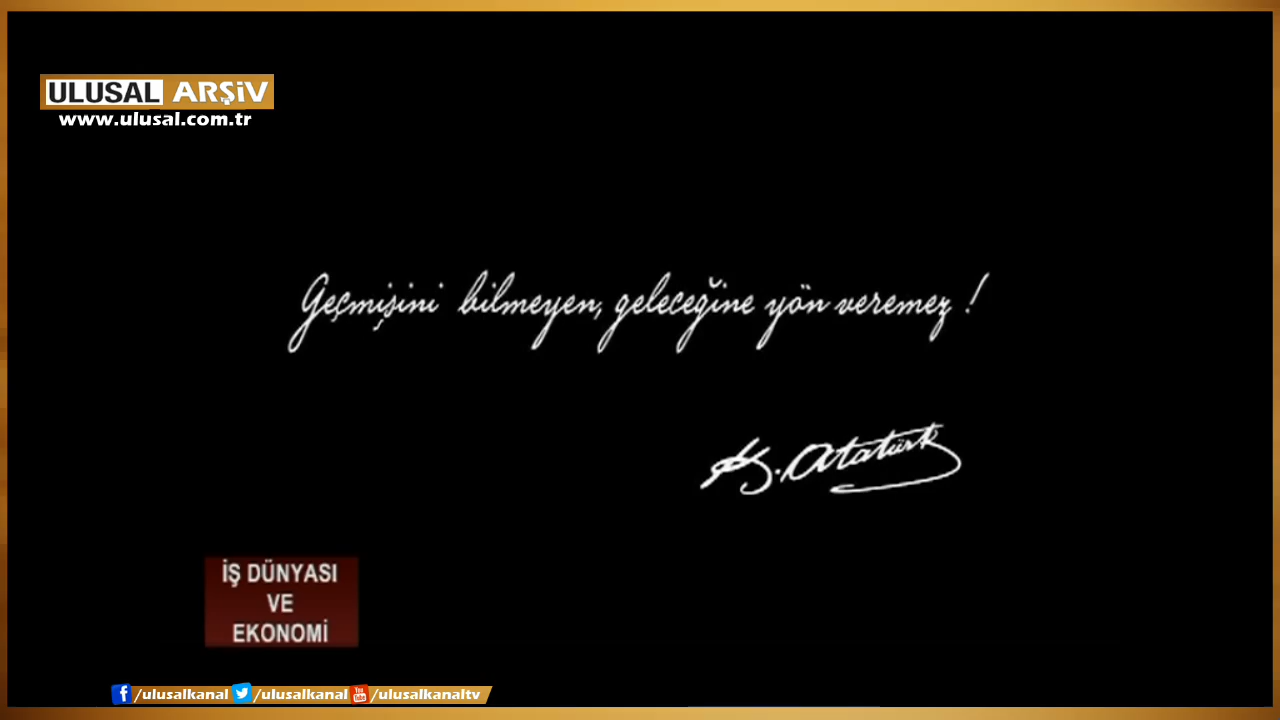 ULUSAL ARŞİV
www.ulusal.com.tr
Geçmişini bilmeyen, geleceğine yön veremez !
K. Atatürk
İŞ DÜNYASI
VE
EKONOMİ
/ulusalkanal /ulusalkanal /ulusalkanaltv